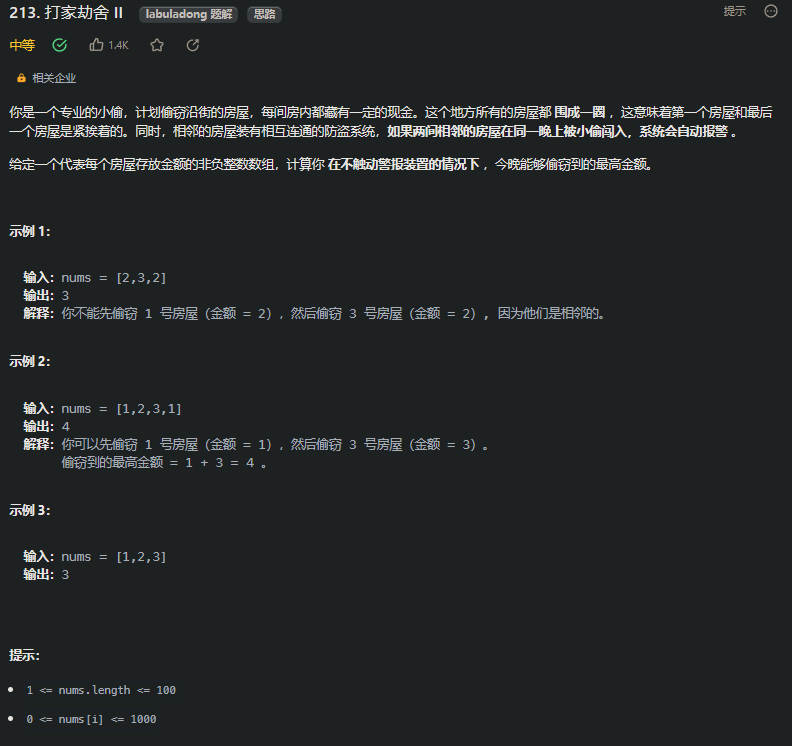 213. 打家劫舍 II labuladong 题解 思路 提示
中等 1.4K
相关企业
你是一个专业的小偷，计划偷窃沿街的房屋，每间房内都藏有一定的现金。这个地方所有的房屋都 围成一圈 ，这意味着第一个房屋和最后
一个房屋是紧挨着的。同时，相邻的房屋装有相互连通的防盗系统，如果两间相邻的房屋在同一晚上被小偷闯入，系统会自动报警 。
给定一个代表每个房屋存放金额的非负整数数组，计算你 在不触动警报装置的情况下 ，今晚能够偷窃到的最高金额。
示例 1：
输入：nums = [2,3,2]
输出：3
解释：你不能先偷窃 1 号房屋（金额 = 2），然后偷窃 3 号房屋（金额 = 2）, 因为他们是相邻的。
示例 2：
输入：nums = [1,2,3,1]
输出：4
解释：你可以先偷窃 1 号房屋（金额 = 1），然后偷窃 3 号房屋（金额 = 3）。
偷窃到的最高金额 = 1 + 3 = 4 。
示例 3：
输入：nums = [1,2,3]
输出：3
提示：
1 <= nums.length <= 100
0 <= nums[i] <= 1000